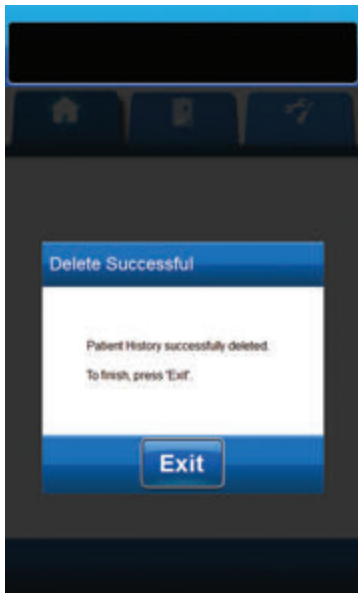 Delete Successful
Patient History successfully deleted.
To finish, press 'Exit'.
Exit